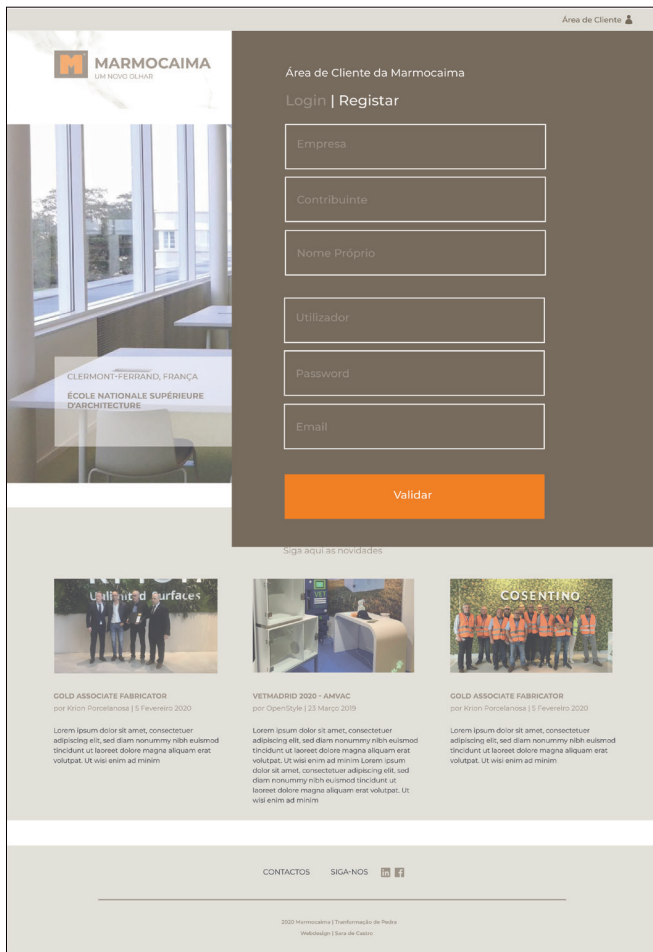 Área de Cliente
MARMOCAIMA
UM NOVO OLHAR
Área de Cliente da Marmocaima
Login | Registar
Empresa
Contribuinte
Nome Próprio
Utilizador
Password
Email
Validar
CLERMONT-FERRAND, FRANÇA
ÉCOLE NATIONALE SUPÉRIEURE
D'ARCHITECTURE
Siga aqui as novidades
Unlimited Surfaces
VET
COSENTINO
GOLD ASSOCIATE FABRICATOR
por Krion Porcelanosa | 5 Fevereiro 2020
Lorem ipsum dolor sit amet, consectetuer
adipiscing elit, sed diam nonummy nibh euismod
tincidunt ut laoreet dolore magna aliquam erat
volutpat. Ut wisi enim ad minim
VETMADRID 2020 - AMVAC
por OpenStyle | 23 Março 2019
Lorem ipsum dolor sit amet, consectetuer
adipiscing elit, sed diam nonummy nibh euismod
tincidunt ut laoreet dolore magna aliquam erat
volutpat. Ut wisi enim ad minim Lorem ipsum
dolor sit amet, consectetuer adipiscing elit, sed
diam nonummy nibh euismod tincidunt ut
laoreet dolore magna aliquam erat volutpat. Ut
wisi enim ad minim
GOLD ASSOCIATE FABRICATOR
por Krion Porcelanosa | 5 Fevereiro 2020
Lorem ipsum dolor sit amet, consectetuer
adipiscing elit, sed diam nonummy nibh euismod
tincidunt ut laoreet dolore magna aliquam erat
volutpat. Ut wisi enim ad minim
CONTACTOS SIGA-NOS in f
2020 Marmocaima | Tranformação de Pedra
Webdesign | Sara de Castro